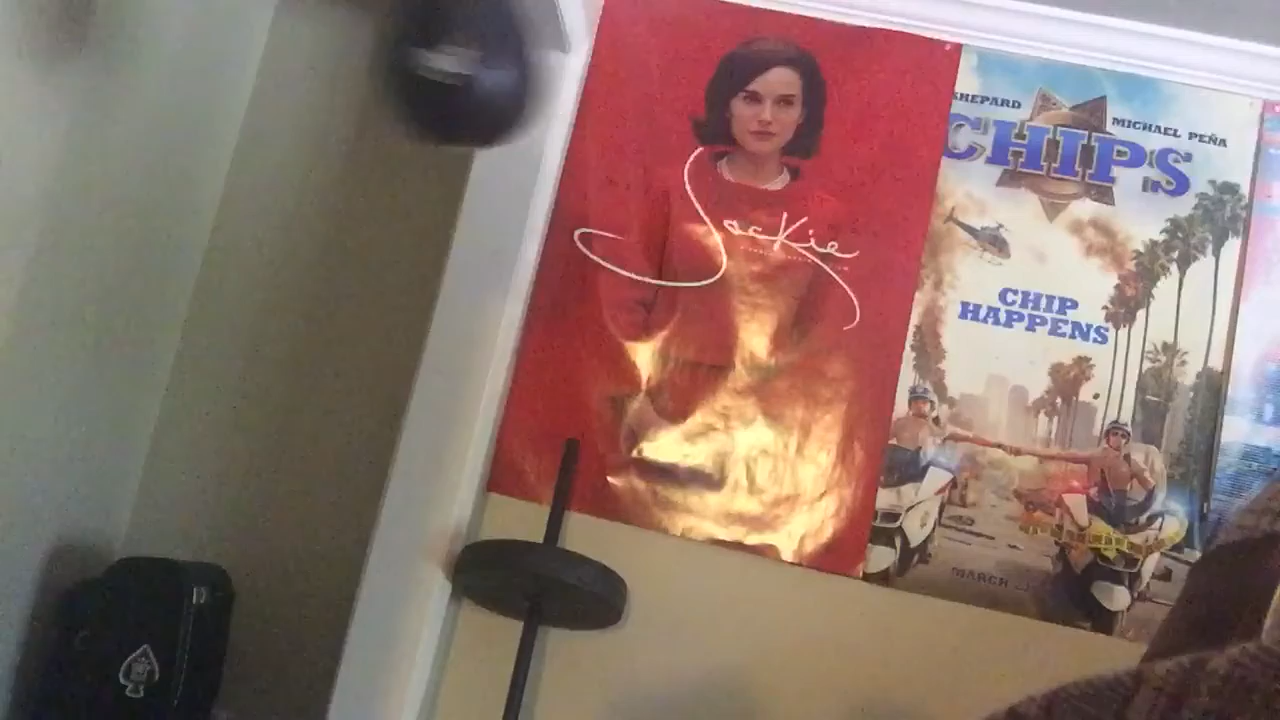 Jackie
SHEPARD
MICHAEL PEÑA
CHIPS
CHIP
HAPPENS
MARCH